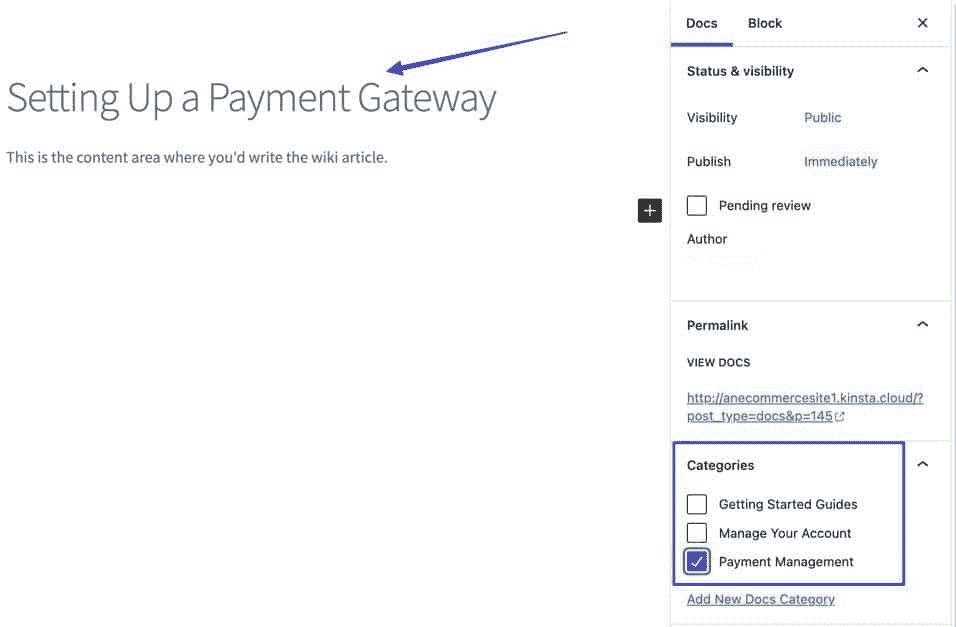 Setting Up a Payment Gateway
This is the content area where you'd write the wiki article.
Docs Block
Status & visibility
Visibility Public
Publish Immediately
Pending review
Author
Permalink
VIEW DOCS
http://anecommercesite1.kinsta.cloud/?
post_type=docs&p=145
Categories
Getting Started Guides
Manage Your Account
Payment Management
Add New Docs Category